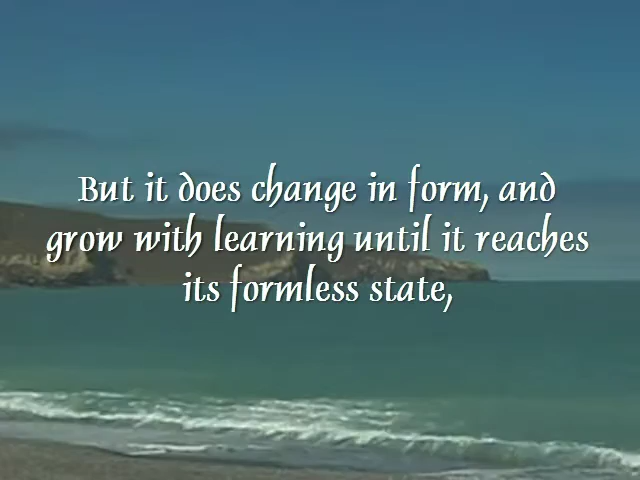 But it does change in form, and
grow with learning until it reaches
its formless state,